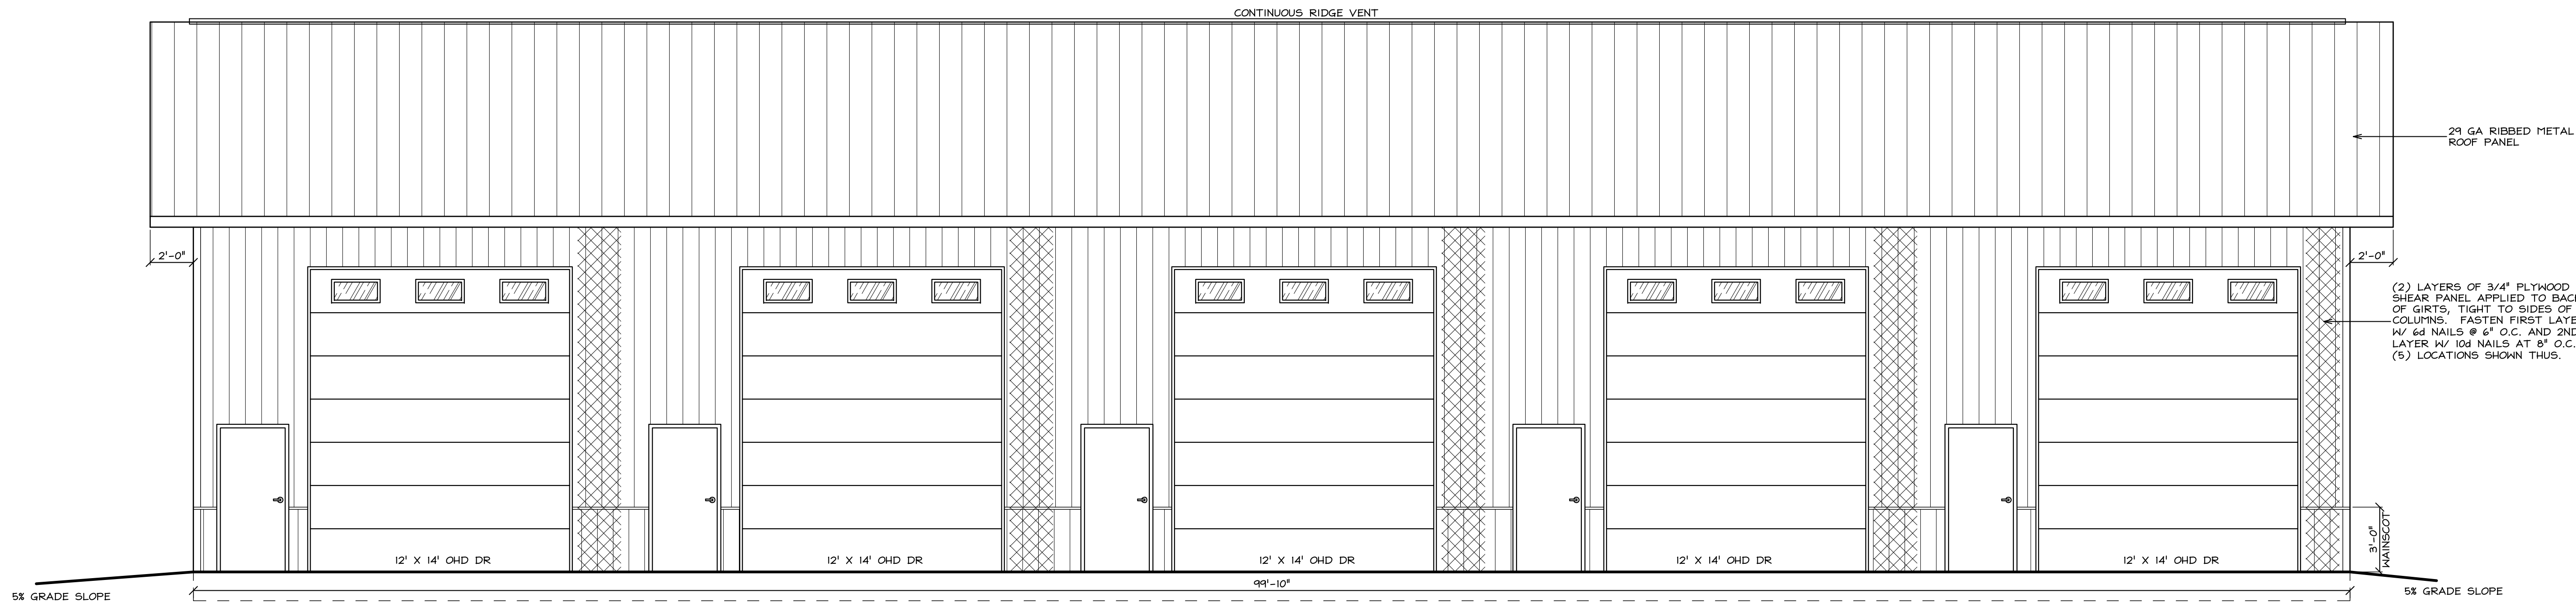 CONTINUOUS RIDGE VENT
29 GA RIBBED METAL
ROOF PANEL
2'-0"
2'-0"
(2) LAYERS OF 3/4" PLYWOOD
SHEAR PANEL APPLIED TO BACK
OF GIRTS, TIGHT TO SIDES OF
COLUMNS. FASTEN FIRST LAYE
W/ 6d NAILS @ 6" O.C. AND 2ND
LAYER W/ 10d NAILS AT 8" O.C.
(5) LOCATIONS SHOWN THUS.
3'-0"
WAINSCOT
12' X 14' OHD DR
12' X 14' OHD DR
12' X 14' OHD DR
12' X 14' OHD DR
12' X 14' OHD DR
99'-10"
5% GRADE SLOPE
5% GRADE SLOPE